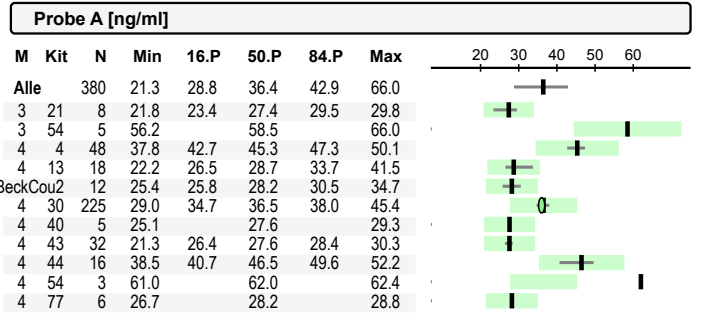 Probe A [ng/ml]
M Kit N Min 16.P 50.P 84.P Max 20 30 40 50 60
Alle 380 21.3 28.8 36.4 42.9 66.0
3 21 8 21.8 23.4 27.4 29.5 29.8
3 54 5 56.2 58.5 66.0
4 4 48 37.8 42.7 45.3 47.3 50.1
4 13 18 22.2 26.5 28.7 33.7 41.5
BeckCou2 12 25.4 25.8 28.2 30.5 34.7
4 30 225 29.0 34.7 36.5 38.0 45.4
4 40 5 25.1 27.6 29.3
4 43 32 21.3 26.4 27.6 28.4 30.3
4 44 16 38.5 40.7 46.5 49.6 52.2
4 54 3 61.0 62.0 62.4
4 77 6 26.7 28.2 28.8